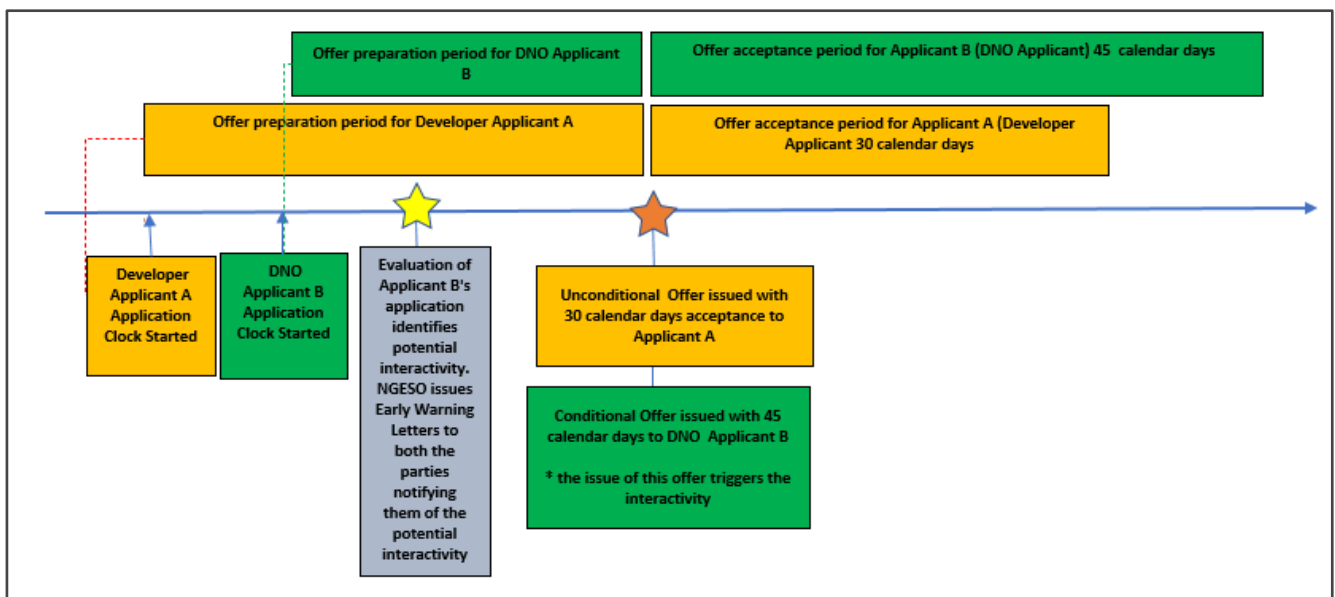 Offer preparation period for DNO Applicant
B
Offer acceptance period for Applicant B (DNO Applicant) 45 calendar days
Offer preparation period for Developer Applicant A
Offer acceptance period for Applicant A (Developer
Applicant 30 calendar days
Developer
Applicant A
Application
Clock Started
DNO
Applicant B
Application
Clock Started
Evaluation of
Applicant B's
application
identifies
potential
interactivity.
NGESO issues
Early Warning
Letters to
both the
parties
notifying
them of the
potential
interactivity
Unconditional Offer issued with
30 calendar days acceptance to
Applicant A
Conditional Offer issued with 45
calendar days to DNO Applicant B
* the issue of this offer triggers the
interactivity